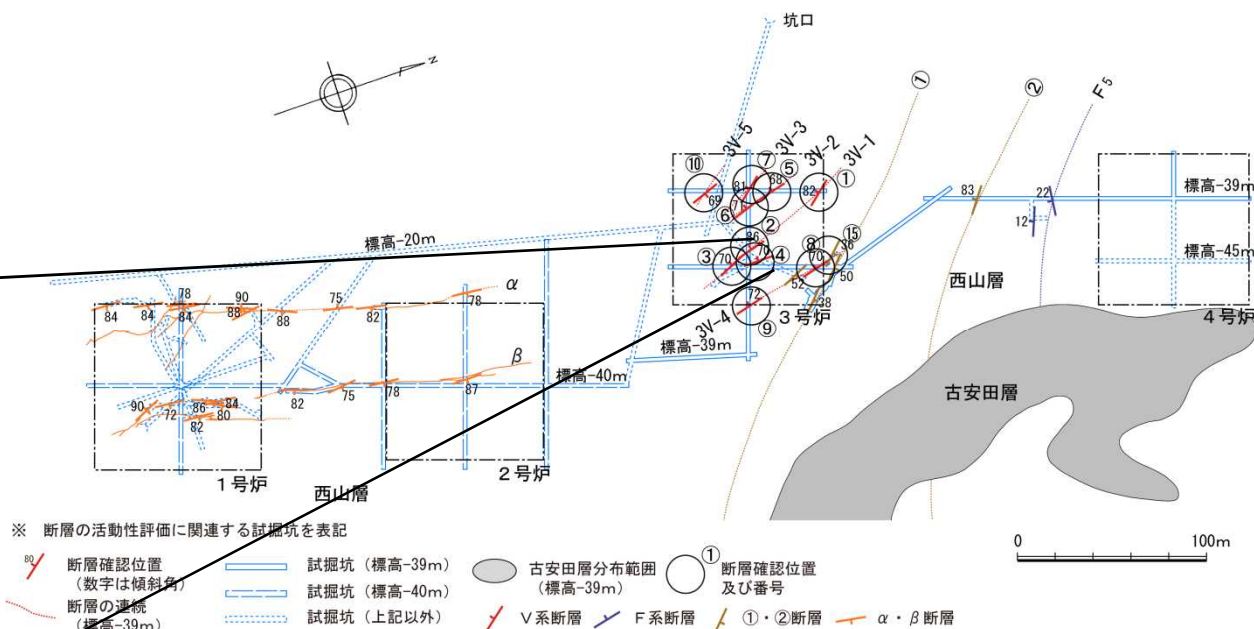 坑口
N
①
②
F5
3V-5
3V-3
3V-2
3V-1
⑩
⑦
⑤
①
69
81
68
82
71
⑥
②
86
③
70
70
④
⑧
⑮
36
70
50
52
38
72
3V-4
⑨
3号炉
83
22
12
標高-39m
標高-45m
4号炉
西山層
古安田層
標高-20m
標高-39m
標高-40m
α
β
84
84
78
84
90
88
88
75
82
78
90
72
86
84
80
82
82
75
78
87
1号炉
2号炉
西山層
※ 断層の活動性評価に関連する試掘坑を表記
80
断層確認位置
(数字は傾斜角)
断層の連続
(標高-39m)
試掘坑(標高-39m)
試掘坑(標高-40m)
試掘坑(上記以外)
古安田層分布範囲
(標高-39m)
①
断層確認位置
及び番号
V系断層
F系断層
①・②断層
α・β断層
0
100m